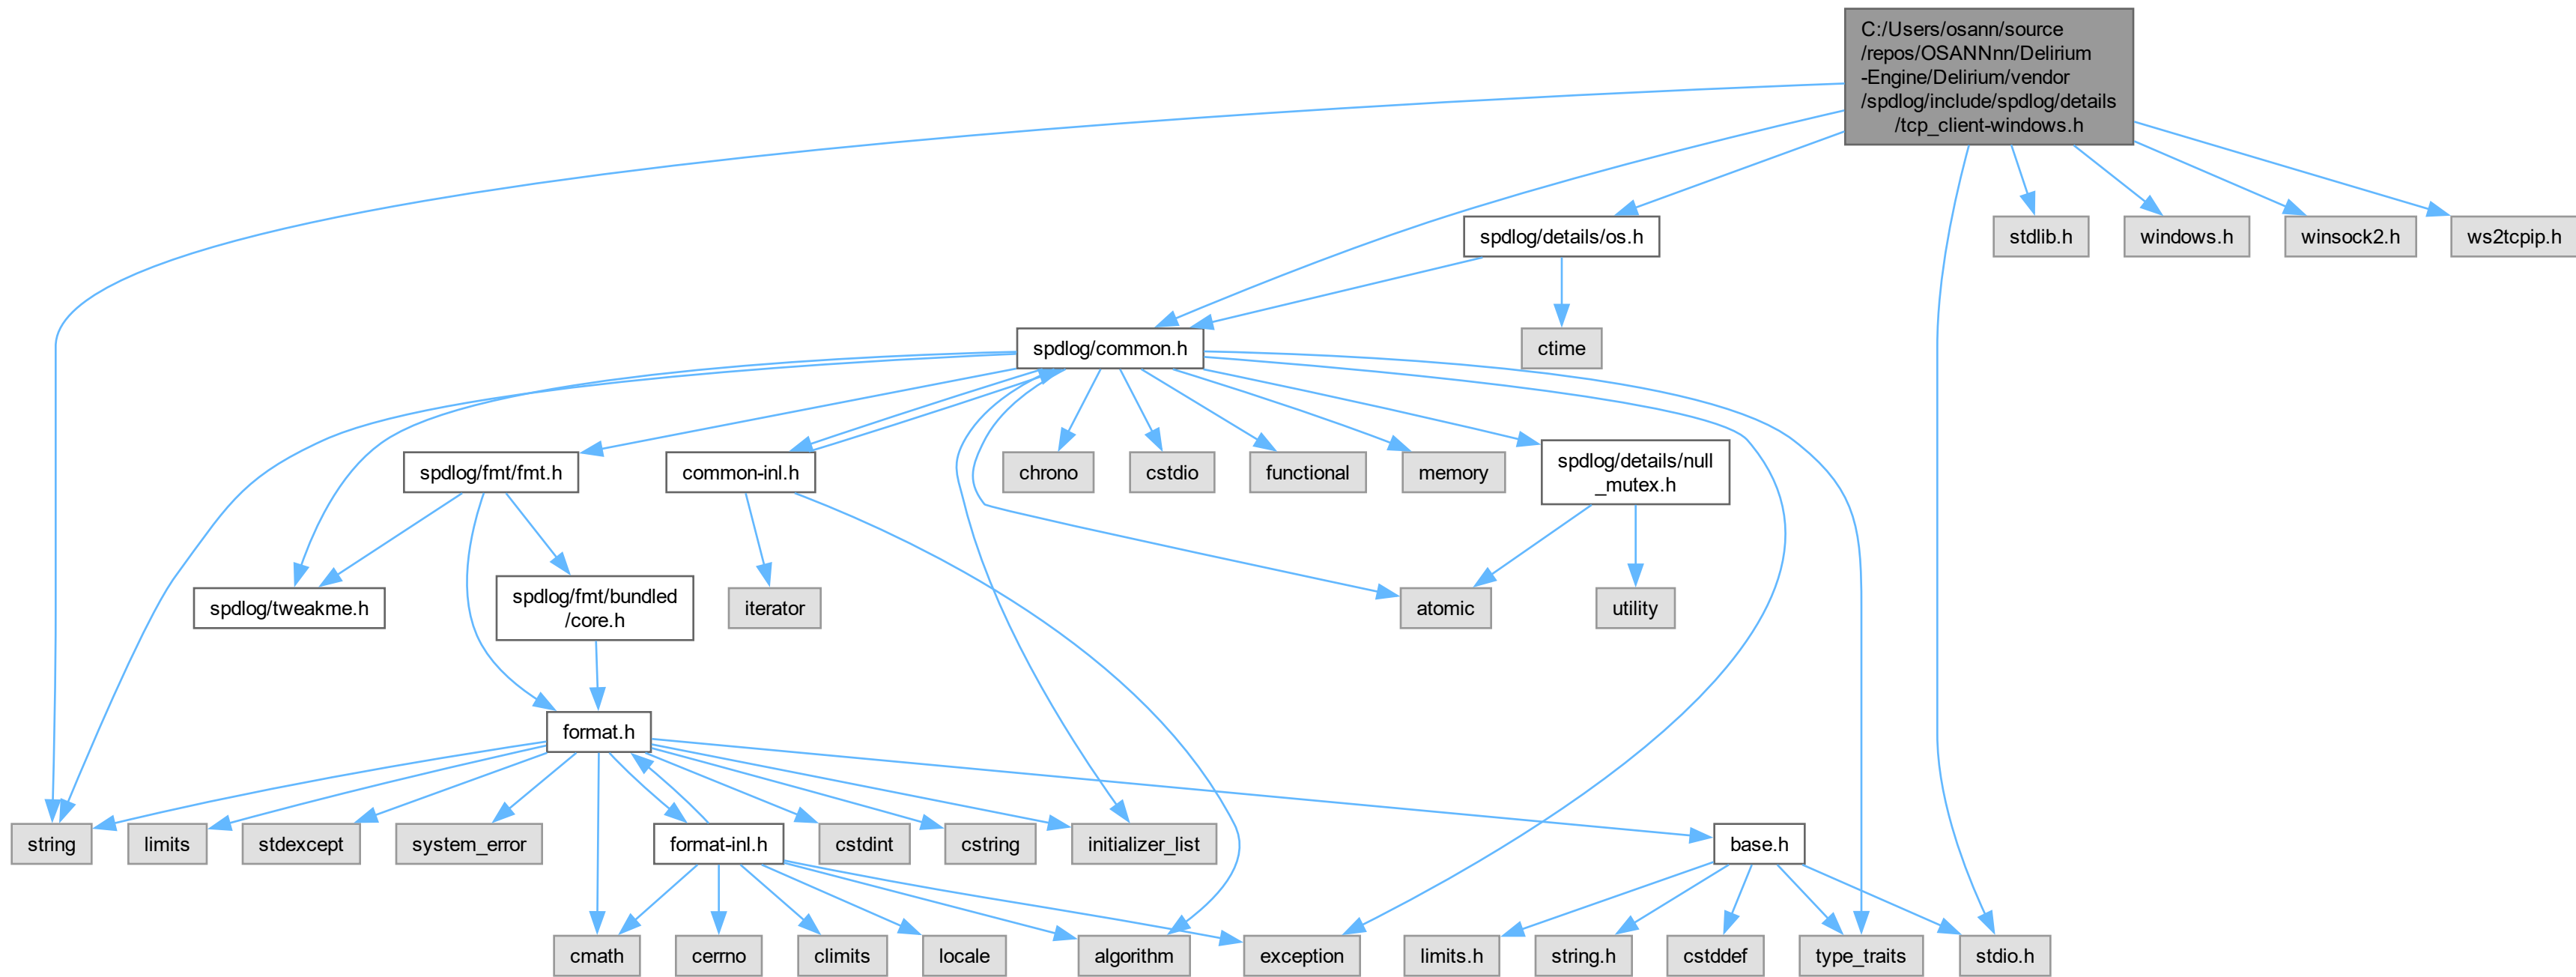 C:/Users/osann/source
/repos/OSANNnn/Delirium
-Engine/Delirium/vendor
/spdlog/include/spdlog/details
/tcp_client-windows.h
spdlog/details/os.h
stdlib.h
windows.h
winsock2.h
ws2tcpip.h
spdlog/common.h
ctime
spdlog/fmt/fmt.h
common-inl.h
chrono
cstdio
functional
memory
spdlog/details/null
_mutex.h
spdlog/tweakme.h
spdlog/fmt/bundled
/core.h
iterator
atomic
utility
format.h
string
limits
stdexcept
system_error
format-inl.h
cstdint
cstring
initializer_list
base.h
cmath
cerrno
climits
locale
algorithm
exception
limits.h
string.h
cstddef
type_traits
stdio.h